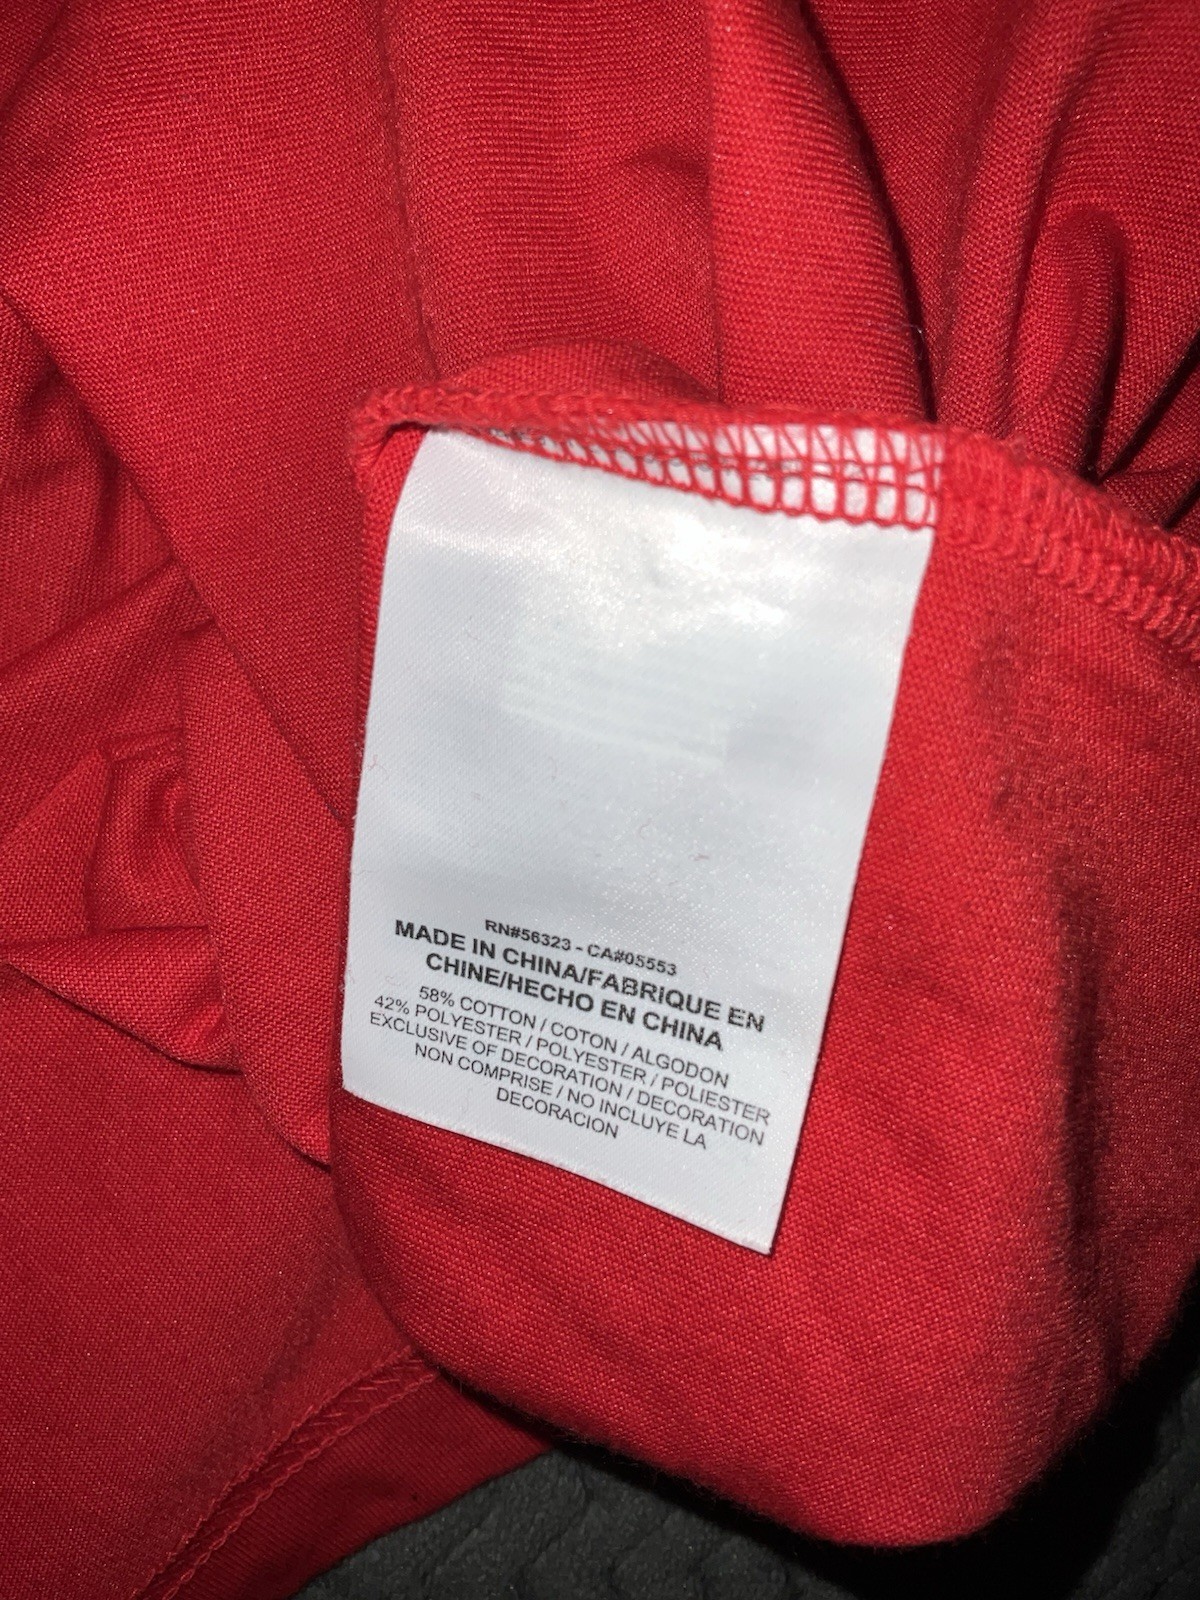 RN#56323 - CA#05553
MADE IN CHINA/FABRIQUE EN
CHINE/HECHO EN CHINA
58% COTTON / COTON / ALGODON
42% POLYESTER / POLYESTER / POLIESTER
EXCLUSIVE OF DECORATION / DECORATION
NON COMPRISE / NO INCLUYE LA
DECORACION